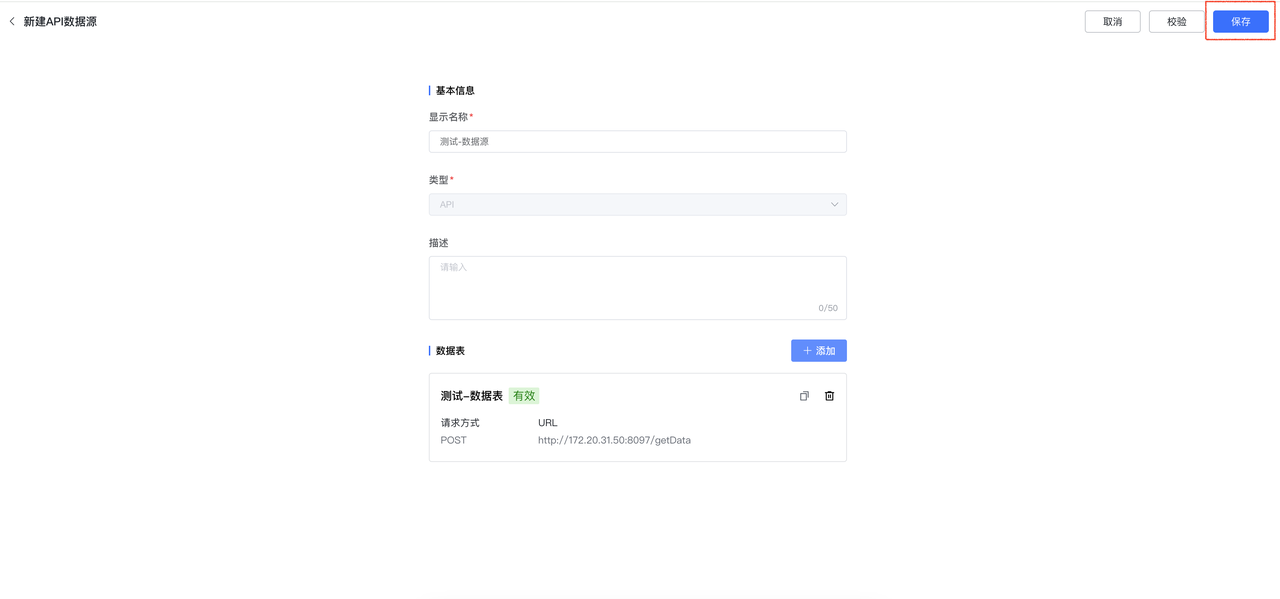 新建API数据源
取消 校验 保存
基本信息
显示名称*
测试-数据源
类型*
API
描述
请输入
0/50
数据表
添加
测试-数据表 有效
请求方式 URL
POST http://172.20.31.50:8097/getData